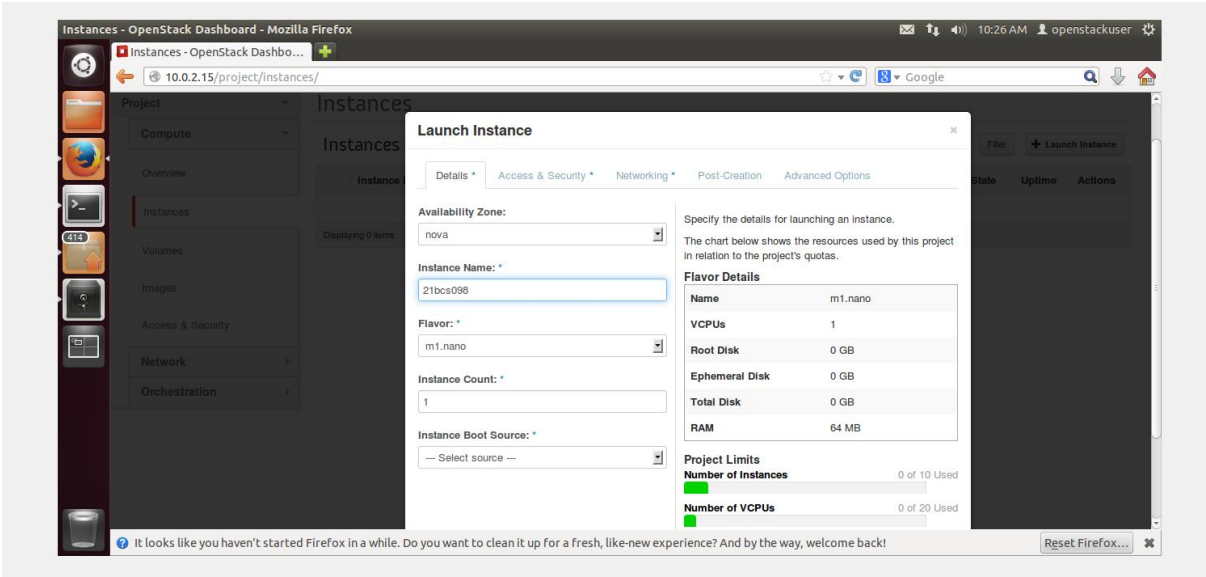 Instances - OpenStack Dashboard - Mozilla Firefox
10:26 AM openstackuser
Instances - OpenStack Dashbo...
10.0.2.15/project/instances/
Google
Project
Instances
Compute
Launch Instance
×
Instances
Filter
Launch Instance
Overview
Details *
Access & Security *
Networking *
Post-Creation
Advanced Options
Instance
State
Uptime
Actions
Instances
Availability Zone:
nova
Specify the details for launching an instance.
Displaying 0 items
The chart below shows the resources used by this project
in relation to the project's quotas.
414
Volumes
Instance Name: *
21bcs098
Flavor Details
Name m1.nano
Images
Flavor: *
VCPUs 1
Access & Security
m1.nano
Root Disk 0 GB
Network
Instance Count: *
Ephemeral Disk 0 GB
Orchestration
1
Total Disk 0 GB
RAM 64 MB
Instance Boot Source: *
--- Select source ---
Project Limits
Number of Instances 0 of 10 Used
Number of VCPUs 0 of 20 Used
It looks like you haven't started Firefox in a while. Do you want to clean it up for a fresh, like-new experience? And by the way, welcome back!
Reset Firefox...